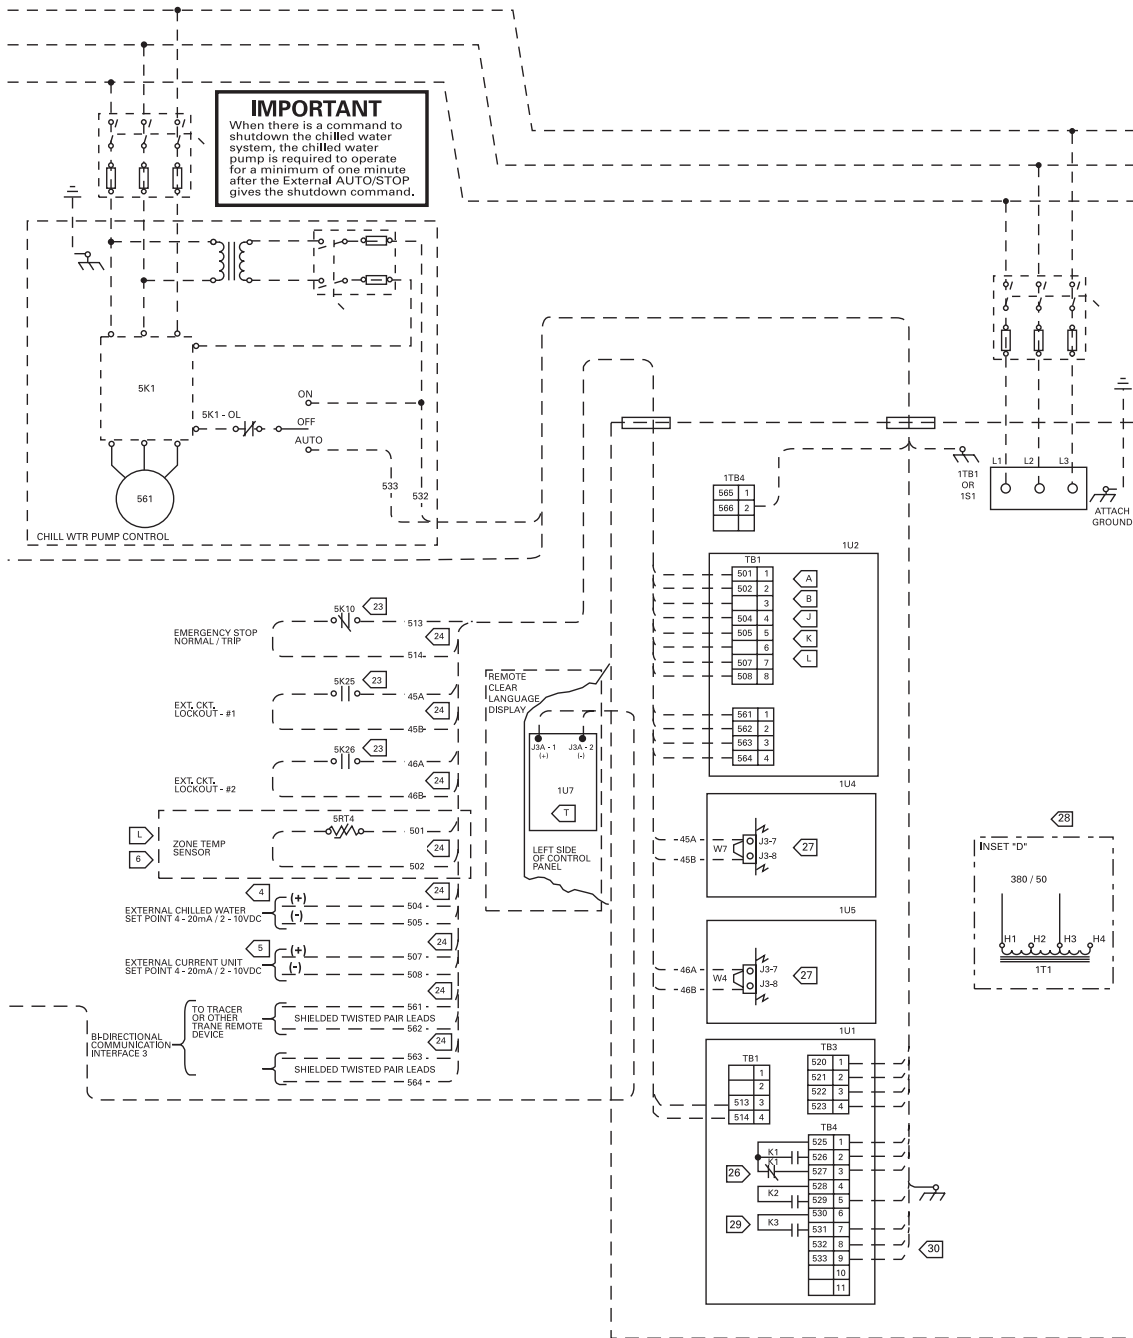 IMPORTANT
When there is a command to
shutdown the chilled water
system, the chilled water
pump is required to operate
for a minimum of one minute
after the External AUTO/STOP
gives the shutdown command.
5K1
5K1 - OL
ON
OFF
AUTO
561
533
532
CHILL WTR PUMP CONTROL
L1
L2
L3
1TB1
OR
1S1
ATTACH
GROUND
1TB4
565 1
566 2
1U2
TB1
501 1
502 2
3
504 4
505 5
6
507 7
508 8
A
B
J
K
L
561 1
562 2
563 3
564 4
EMERGENCY STOP
NORMAL / TRIP
5K10
23
513
24
514
EXT. CKT.
LOCKOUT - #1
5K25
23
45A
24
45B
EXT. CKT.
LOCKOUT - #2
5K26
23
46A
24
46B
L
6
ZONE TEMP
SENSOR
5RT4
501
24
502
4
EXTERNAL CHILLED WATER
SET POINT 4 - 20mA / 2 - 10VDC
(+)
(-)
24
504
505
5
EXTERNAL CURRENT UNIT
SET POINT 4 - 20mA / 2 - 10VDC
(+)
(-)
24
507
508
24
BI-DIRECTIONAL
COMMUNICATION
INTERFACE 3
TO TRACER
OR OTHER
TRANE REMOTE
DEVICE
561
SHIELDED TWISTED PAIR LEADS
562
24
563
SHIELDED TWISTED PAIR LEADS
564
REMOTE
CLEAR
LANGUAGE
DISPLAY
J3A - 1
(+)
J3A - 2
(-)
1U7
T
LEFT SIDE
OF CONTROL
PANEL
1U4
45A
45B
W7
J3-7
J3-8
27
1U5
46A
46B
W4
J3-7
J3-8
27
28
INSET "D"
380 / 50
H1
H2
H3
H4
1T1
1U1
TB1
1
2
513 3
514 4
TB3
520 1
521 2
522 3
523 4
TB4
525 1
526 2
527 3
528 4
529 5
530 6
531 7
532 8
533 9
10
11
K1
K1
26
K2
29
K3
30